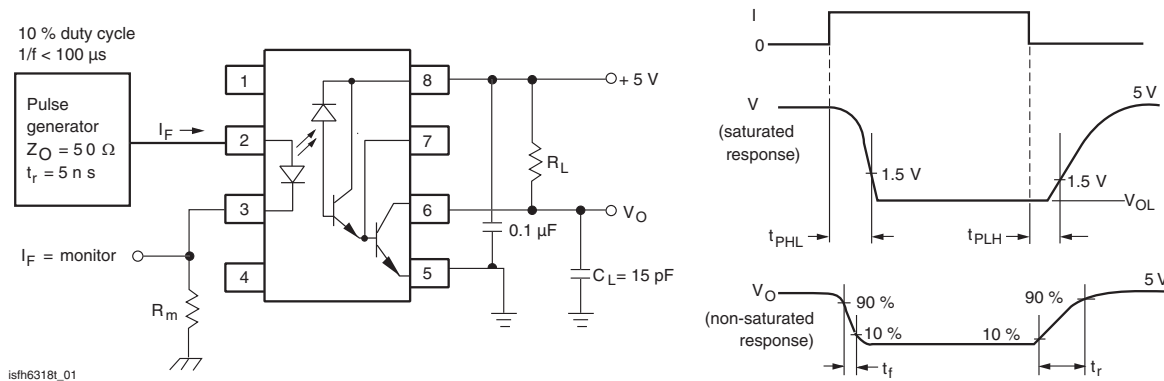 10 % duty cycle
1/f < 100 µs
Pulse
generator
Z_O = 50 Ω
t_r = 5 n s
I_F
1
2
3
4
8
7
6
5
+ 5 V
R_L
V_O
0.1 µF
C_L = 15 pF
I_F = monitor
R_m
isfh6318t_01
I
0
V
(saturated
response)
5 V
1.5 V
1.5 V
V_OL
t_PHL
t_PLH
V_O
(non-saturated
response)
90 %
10 %
10 %
90 %
5 V
t_f
t_r